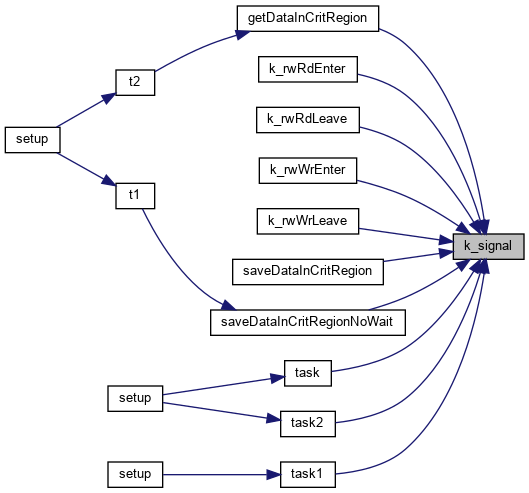 getDataInCritRegion
k_rwRdEnter
t2
k_rwRdLeave
setup
k_rwWrEnter
t1
k_rwWrLeave
k_signal
saveDataInCritRegion
saveDataInCritRegionNoWait
task
setup
task2
setup
task1